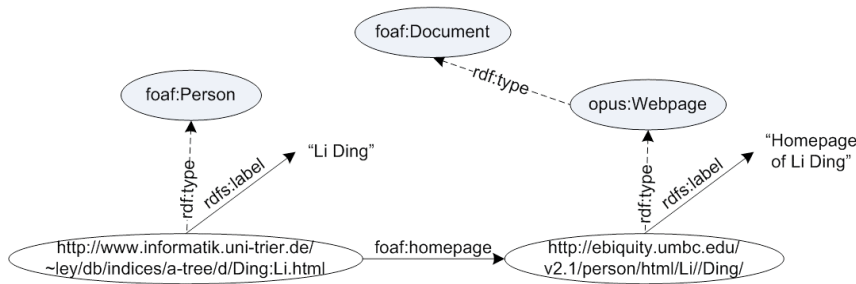 foaf:Document
rdf:type
foaf:Person
opus:Webpage
rdf:type
rdfs:label
“Li Ding”
rdf:type
rdfs:label
“Homepage
of Li Ding”
http://www.informatik.uni-trier.de/
~ley/db/indices/a-tree/d/Ding:Li.html
foaf:homepage
http://ebiquity.umbc.edu/
v2.1/person/html/Li//Ding/